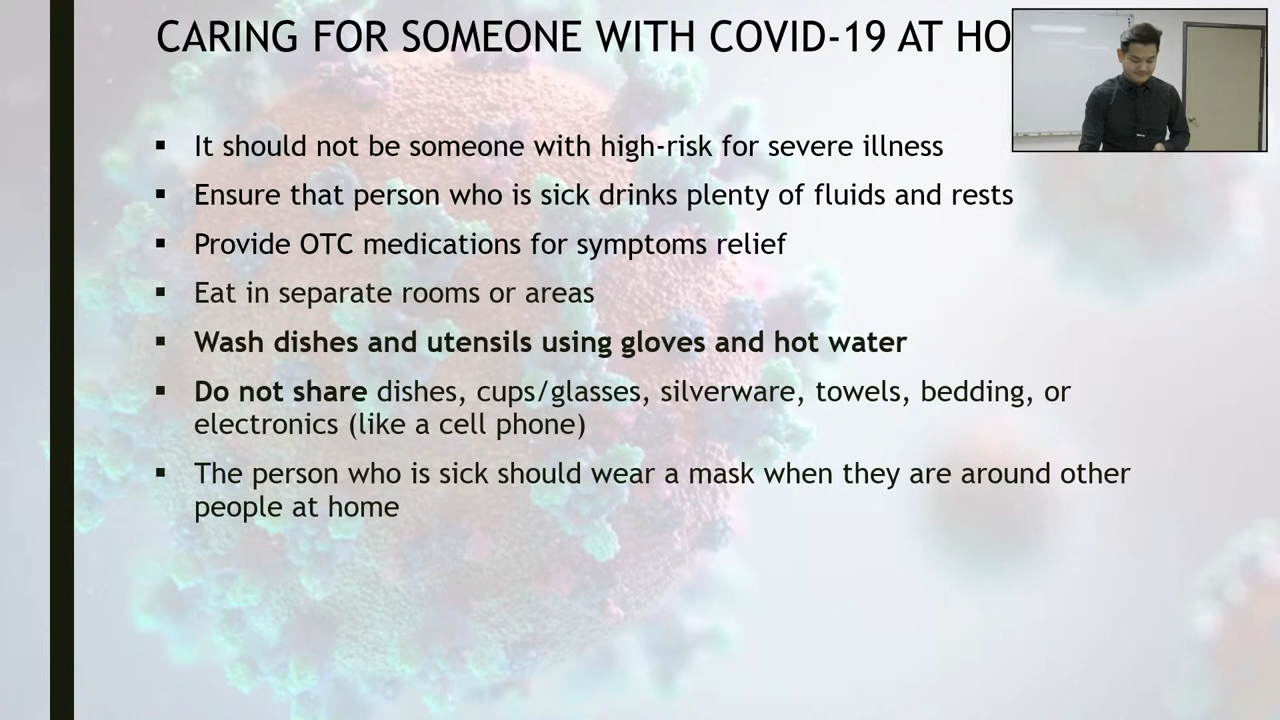 CARING FOR SOMEONE WITH COVID-19 AT HO
▪ It should not be someone with high-risk for severe illness
▪ Ensure that person who is sick drinks plenty of fluids and rests
▪ Provide OTC medications for symptoms relief
▪ Eat in separate rooms or areas
▪ Wash dishes and utensils using gloves and hot water
▪ Do not share dishes, cups/glasses, silverware, towels, bedding, or
electronics (like a cell phone)
▪ The person who is sick should wear a mask when they are around other
people at home